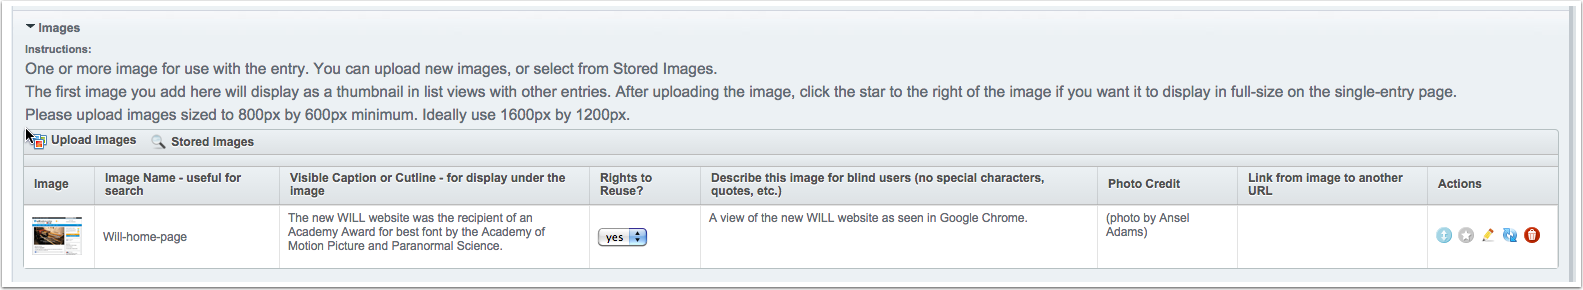 Images
Instructions:
One or more image for use with the entry. You can upload new images, or select from Stored Images.
The first image you add here will display as a thumbnail in list views with other entries. After uploading the image, click the star to the right of the image if you want it to display in full-size on the single-entry page.
Please upload images sized to 800px by 600px minimum. Ideally use 1600px by 1200px.
Upload Images
Stored Images
Image
Image Name - useful for
search
Visible Caption or Cutline - for display under the
image
Rights to
Reuse?
Describe this image for blind users (no special characters,
quotes, etc.)
Photo Credit
Link from image to another
URL
Actions
Will-home-page
The new WILL website was the recipient of an
Academy Award for best font by the Academy of
Motion Picture and Paranormal Science.
yes
A view of the new WILL website as seen in Google Chrome.
(photo by Ansel
Adams)